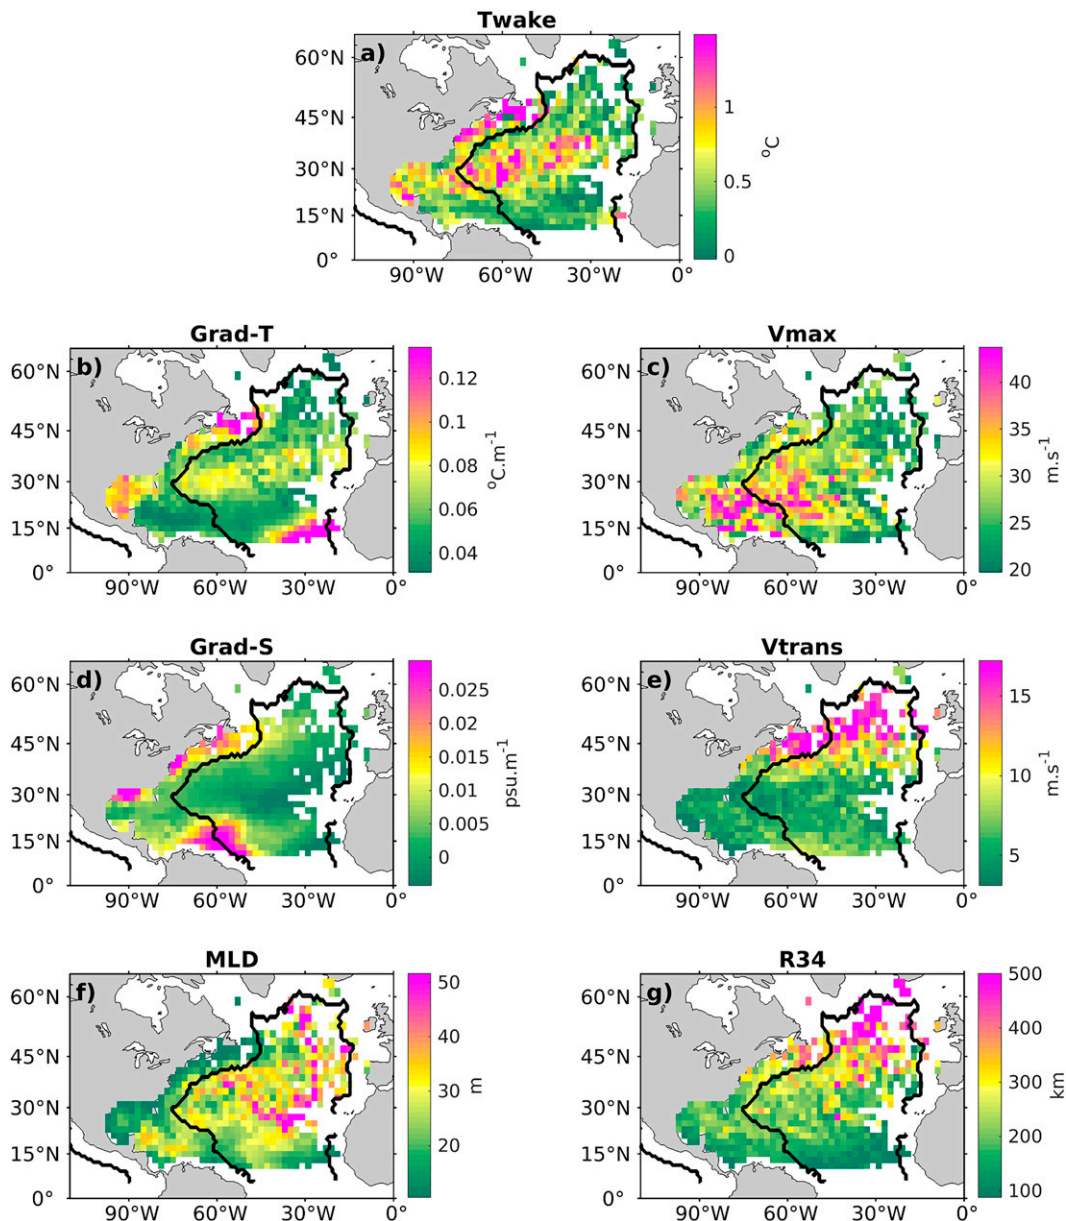 Twake
a)
60°N
45°N
30°N
15°N
0°
90°W 60°W 30°W 0°
1
0.5
0
°C
Grad-T
b)
60°N
45°N
30°N
15°N
0°
90°W 60°W 30°W 0°
0.12
0.1
0.08
0.06
0.04
°C.m⁻¹
Vmax
c)
60°N
45°N
30°N
15°N
0°
90°W 60°W 30°W 0°
40
35
30
25
20
m.s⁻¹
Grad-S
d)
60°N
45°N
30°N
15°N
0°
90°W 60°W 30°W 0°
0.025
0.02
0.015
0.01
0.005
0
psu.m⁻¹
Vtrans
e)
60°N
45°N
30°N
15°N
0°
90°W 60°W 30°W 0°
15
10
5
m.s⁻¹
MLD
f)
60°N
45°N
30°N
15°N
0°
90°W 60°W 30°W 0°
50
40
30
20
m
R34
g)
60°N
45°N
30°N
15°N
0°
90°W 60°W 30°W 0°
500
400
300
200
100
km